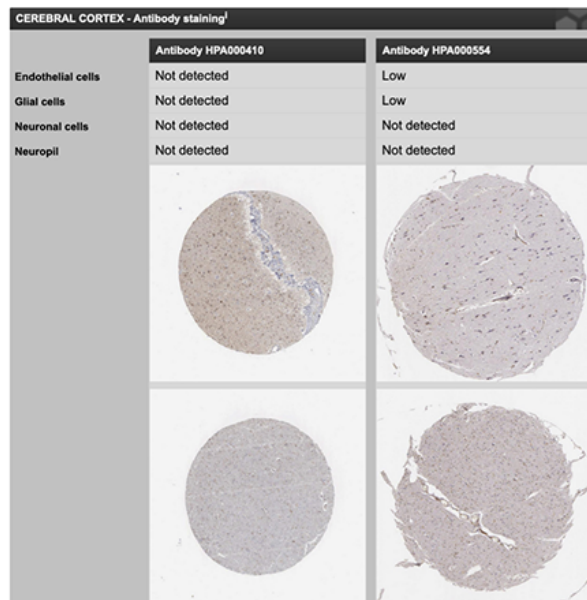 CEREBRAL CORTEX - Antibody stainingⁱ
Antibody HPA000410 Antibody HPA000554
Endothelial cells Not detected Low
Glial cells Not detected Low
Neuronal cells Not detected Not detected
Neuropil Not detected Not detected